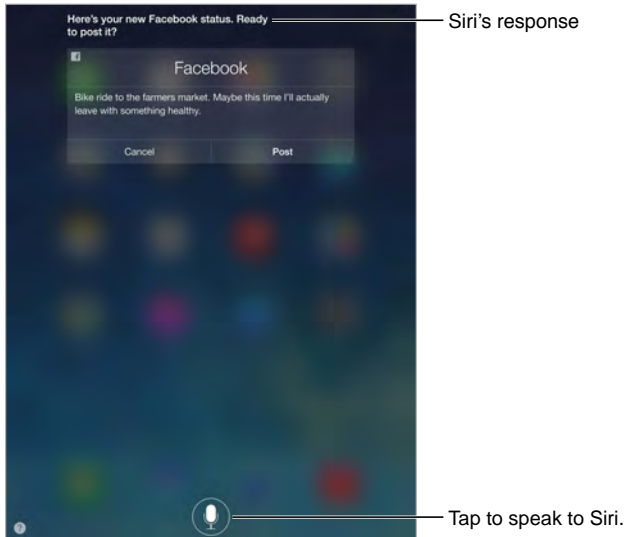 Here's your new Facebook status. Ready
to post it?
Siri's response
Facebook
Bike ride to the farmers market. Maybe this time I'll actually
leave with something healthy.
Cancel Post
Tap to speak to Siri.
?